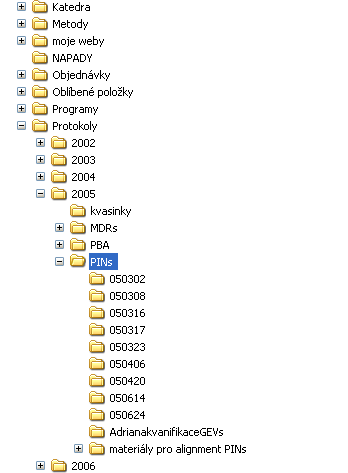 Katedra
Metody
moje weby
NAPADY
Objednávky
Oblíbené položky
Programy
Protokoly
2002
2003
2004
2005
kvasinky
MDRs
PBA
PINs
050302
050308
050316
050317
050323
050406
050420
050614
050624
AdrianakvanifikaceGEVs
materiály pro alignment PINs
2006